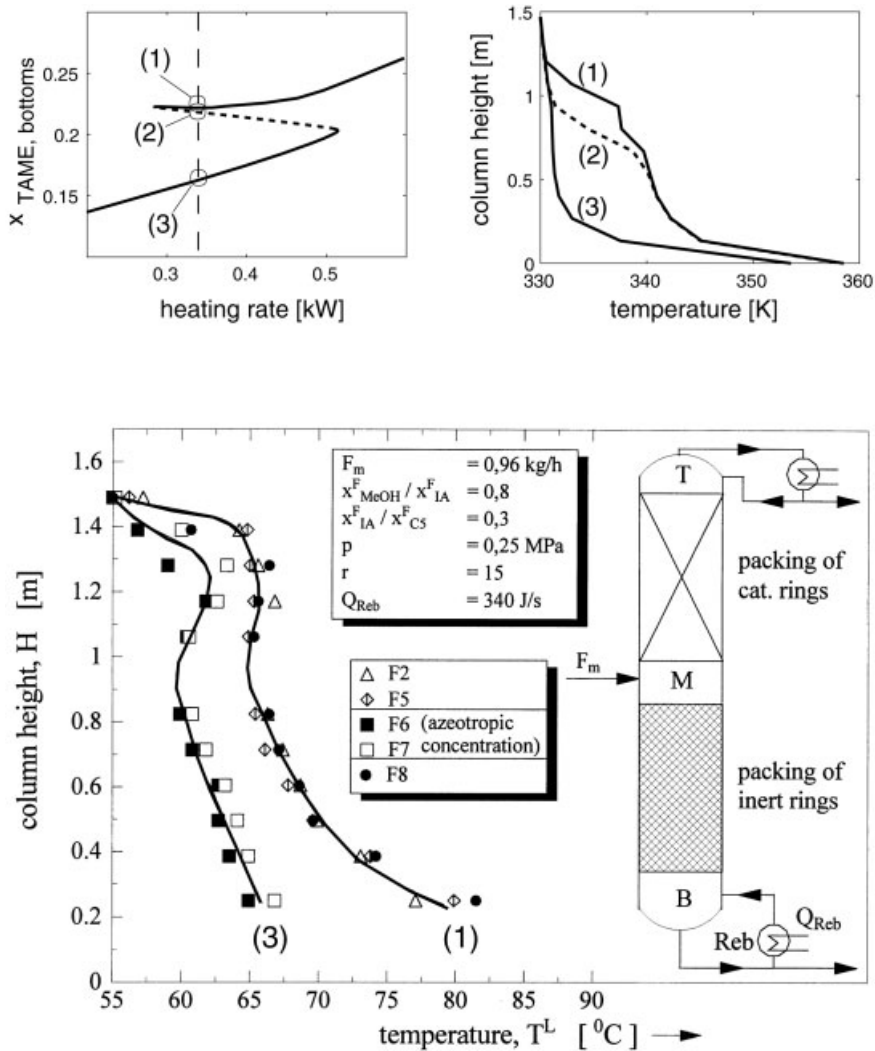 0.25
0.2
0.15
x TAME, bottoms
(1)
(2)
(3)
0.3
0.4
0.5
heating rate [kW]
1.5
1
0.5
0
column height [m]
(1)
(2)
(3)
330
340
350
360
temperature [K]
1.6
1.4
1.2
1
0.8
0.6
0.4
0.2
0
column height, H [m]
F_m = 0,96 kg/h
x^F_MeOH / x^F_IA = 0,8
x^F_IA / x^F_C5 = 0,3
p = 0,25 MPa
r = 15
Q_Reb = 340 J/s
F2
F5
F6 (azeotropic
F7 concentration)
F8
(3)
(1)
55 60 65 70 75 80 85 90
temperature, T^L [ ^0C]
T
packing of
cat. rings
F_m
M
packing of
inert rings
B
Reb
Q_Reb